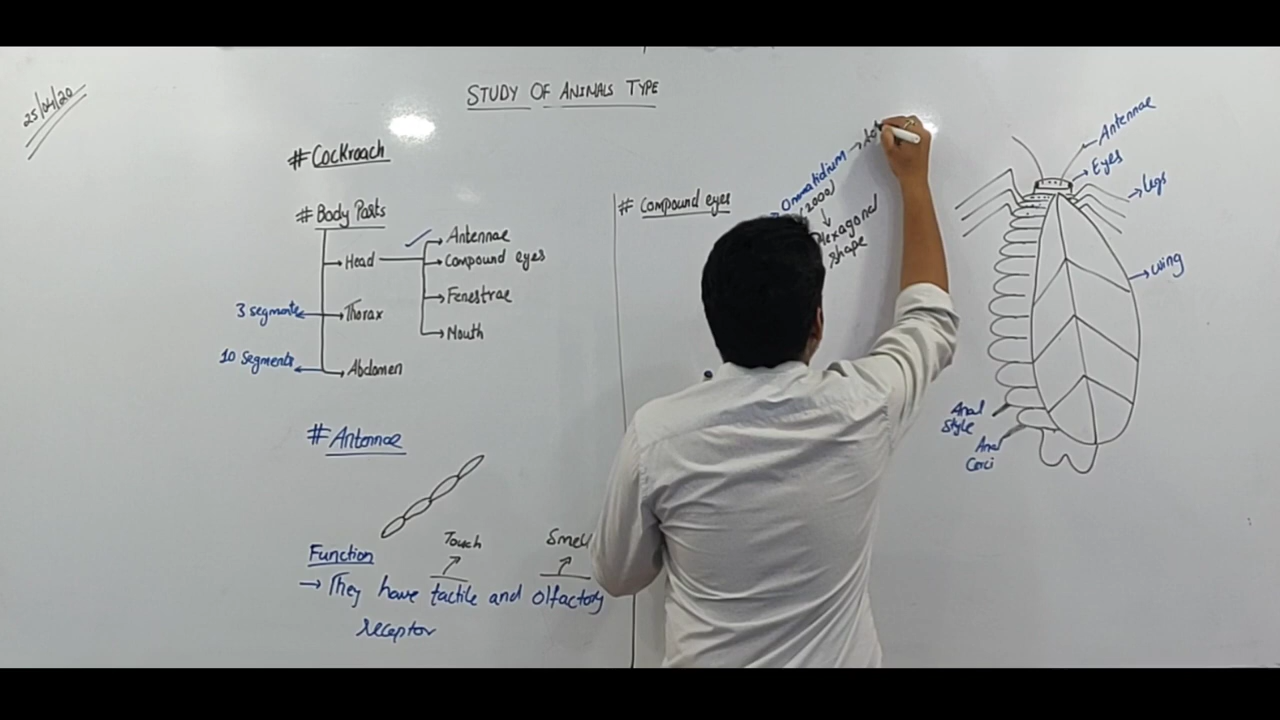 25/04/20
STUDY OF ANIMALS TYPE
# Cockroach
# Body Parts
Head
Antennae
Compound eyes
Fenestrae
Mouth
3 segments
Thorax
10 Segments
Abdomen
# Antennae
Function
Touch
Smell
→ They have tactile and olfactory
receptor
# Compound eyes
Ommatidium →
(2000)
Hexagonal
shape
Antennae
Eyes
legs
wing
Anal
Style
Anal
Cerci